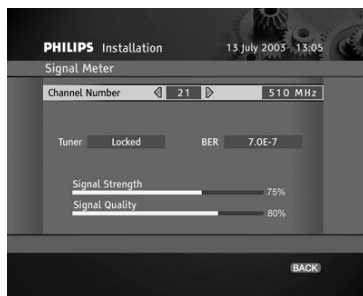 PHILIPS Installation 13 July 2003 13:05
Signal Meter
Channel Number 21 510 MHz
Tuner Locked BER 7.0E-7
Signal Strength
75%
Signal Quality
80%
BACK